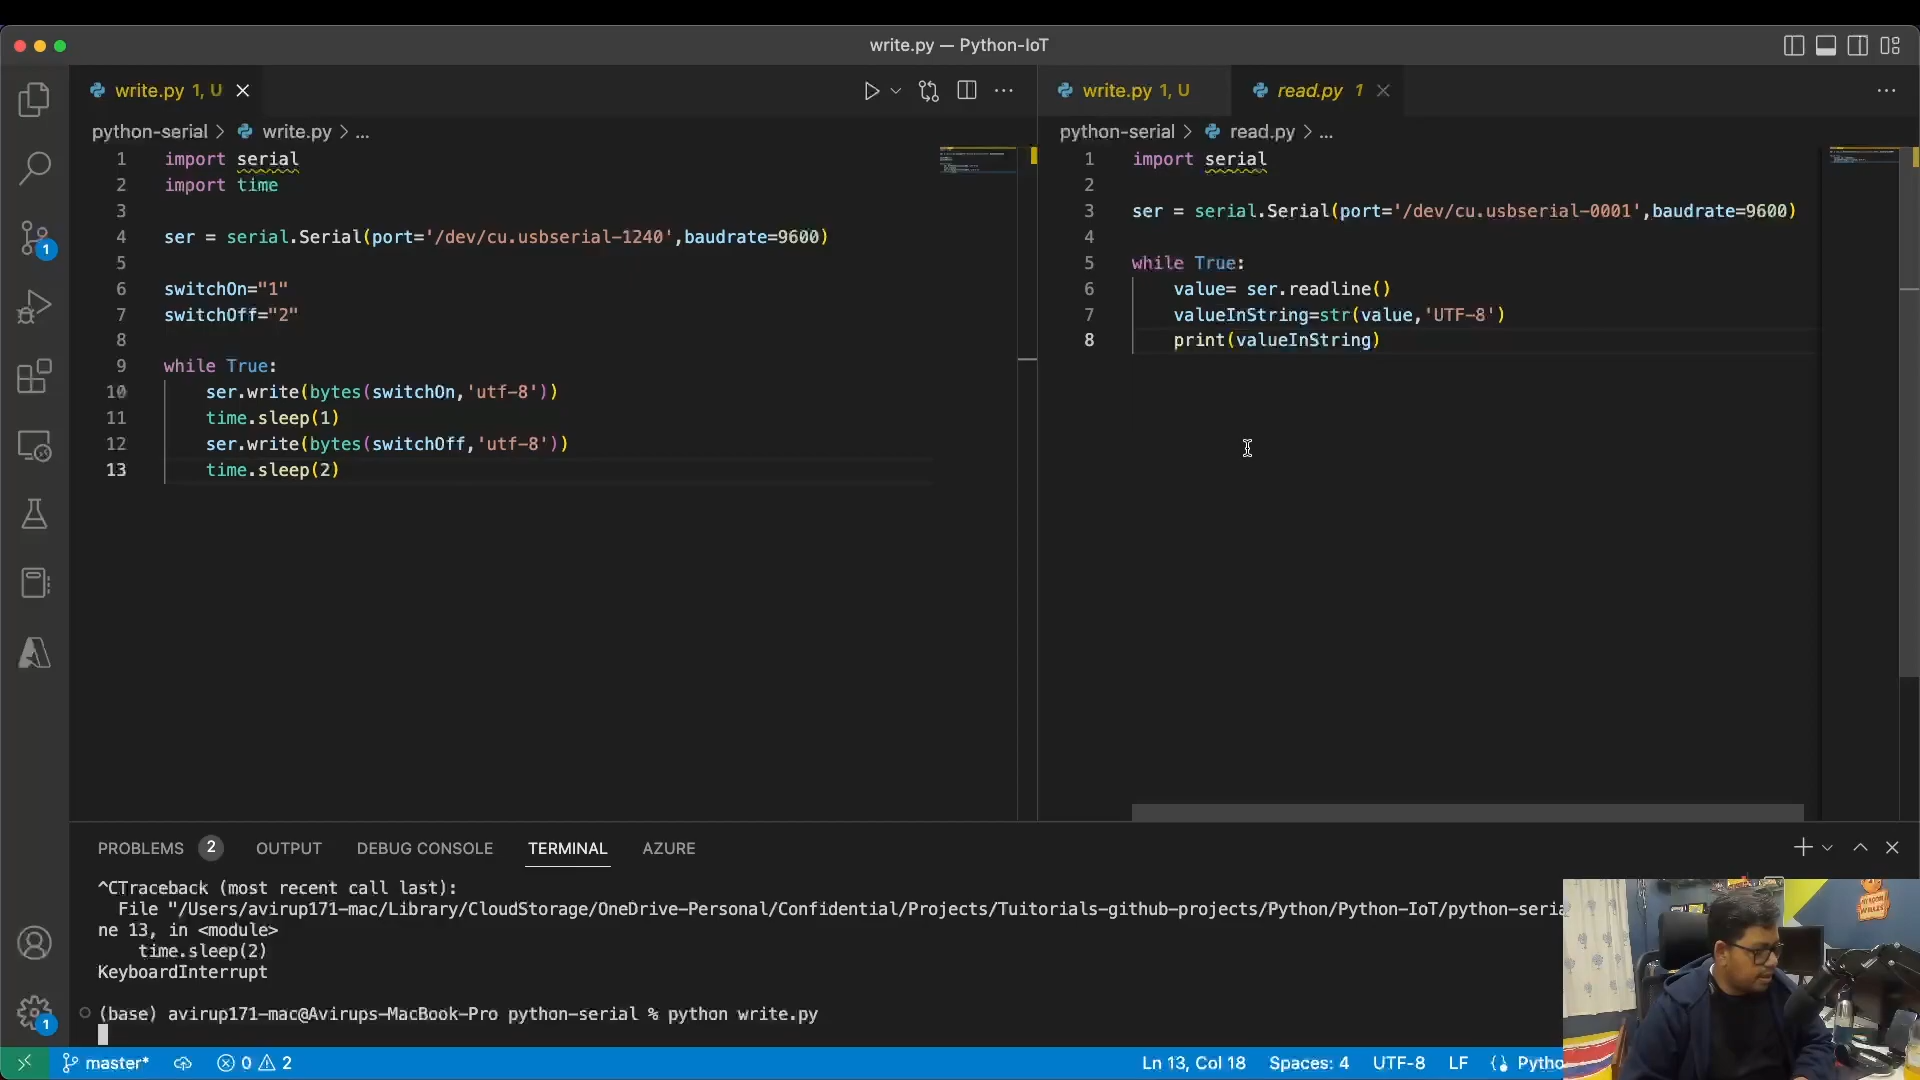 write.py — Python-IoT
write.py 1, U
write.py 1, U
read.py 1
python-serial > write.py > ...
1 import serial
2 import time
3
4 ser = serial.Serial(port='/dev/cu.usbserial-1240',baudrate=9600)
5
6 switchOn="1"
7 switchOff="2"
8
9 while True:
10 ser.write(bytes(switchOn,'utf-8'))
11 time.sleep(1)
12 ser.write(bytes(switchOff,'utf-8'))
13 time.sleep(2)
python-serial > read.py > ...
1 import serial
2
3 ser = serial.Serial(port='/dev/cu.usbserial-0001',baudrate=9600)
4
5 while True:
6 value= ser.readline()
7 valueInString=str(value,'UTF-8')
8 print(valueInString)
1
1
PROBLEMS 2 OUTPUT DEBUG CONSOLE TERMINAL AZURE
^CTraceback (most recent call last):
File "/Users/avirup171-mac/Library/CloudStorage/OneDrive-Personal/Confidential/Projects/Tuitorials-github-projects/Python/Python-IoT/python-seria
ne 13, in <module>
time.sleep(2)
KeyboardInterrupt
(base) avirup171-mac@Avirups-MacBook-Pro python-serial % python write.py
master* 0 2 Ln 13, Col 18 Spaces: 4 UTF-8 LF Pytho